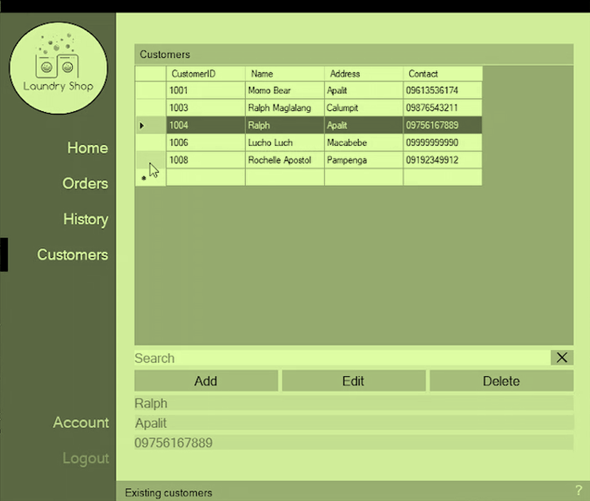 Laundry Shop
Home
Orders
History
Customers
Account
Logout
Customers
CustomerID Name Address Contact
1001 Momo Bear Apalit 09613536174
1003 Ralph Maglalang Calumpit 09876543211
1004 Ralph Apalit 09756167889
1006 Lucho Luch Macabebe 09999999990
1008 Rochelle Apostol Pampenga 09192349912
Search X
Add Edit Delete
Ralph
Apalit
09756167889
Existing customers ?